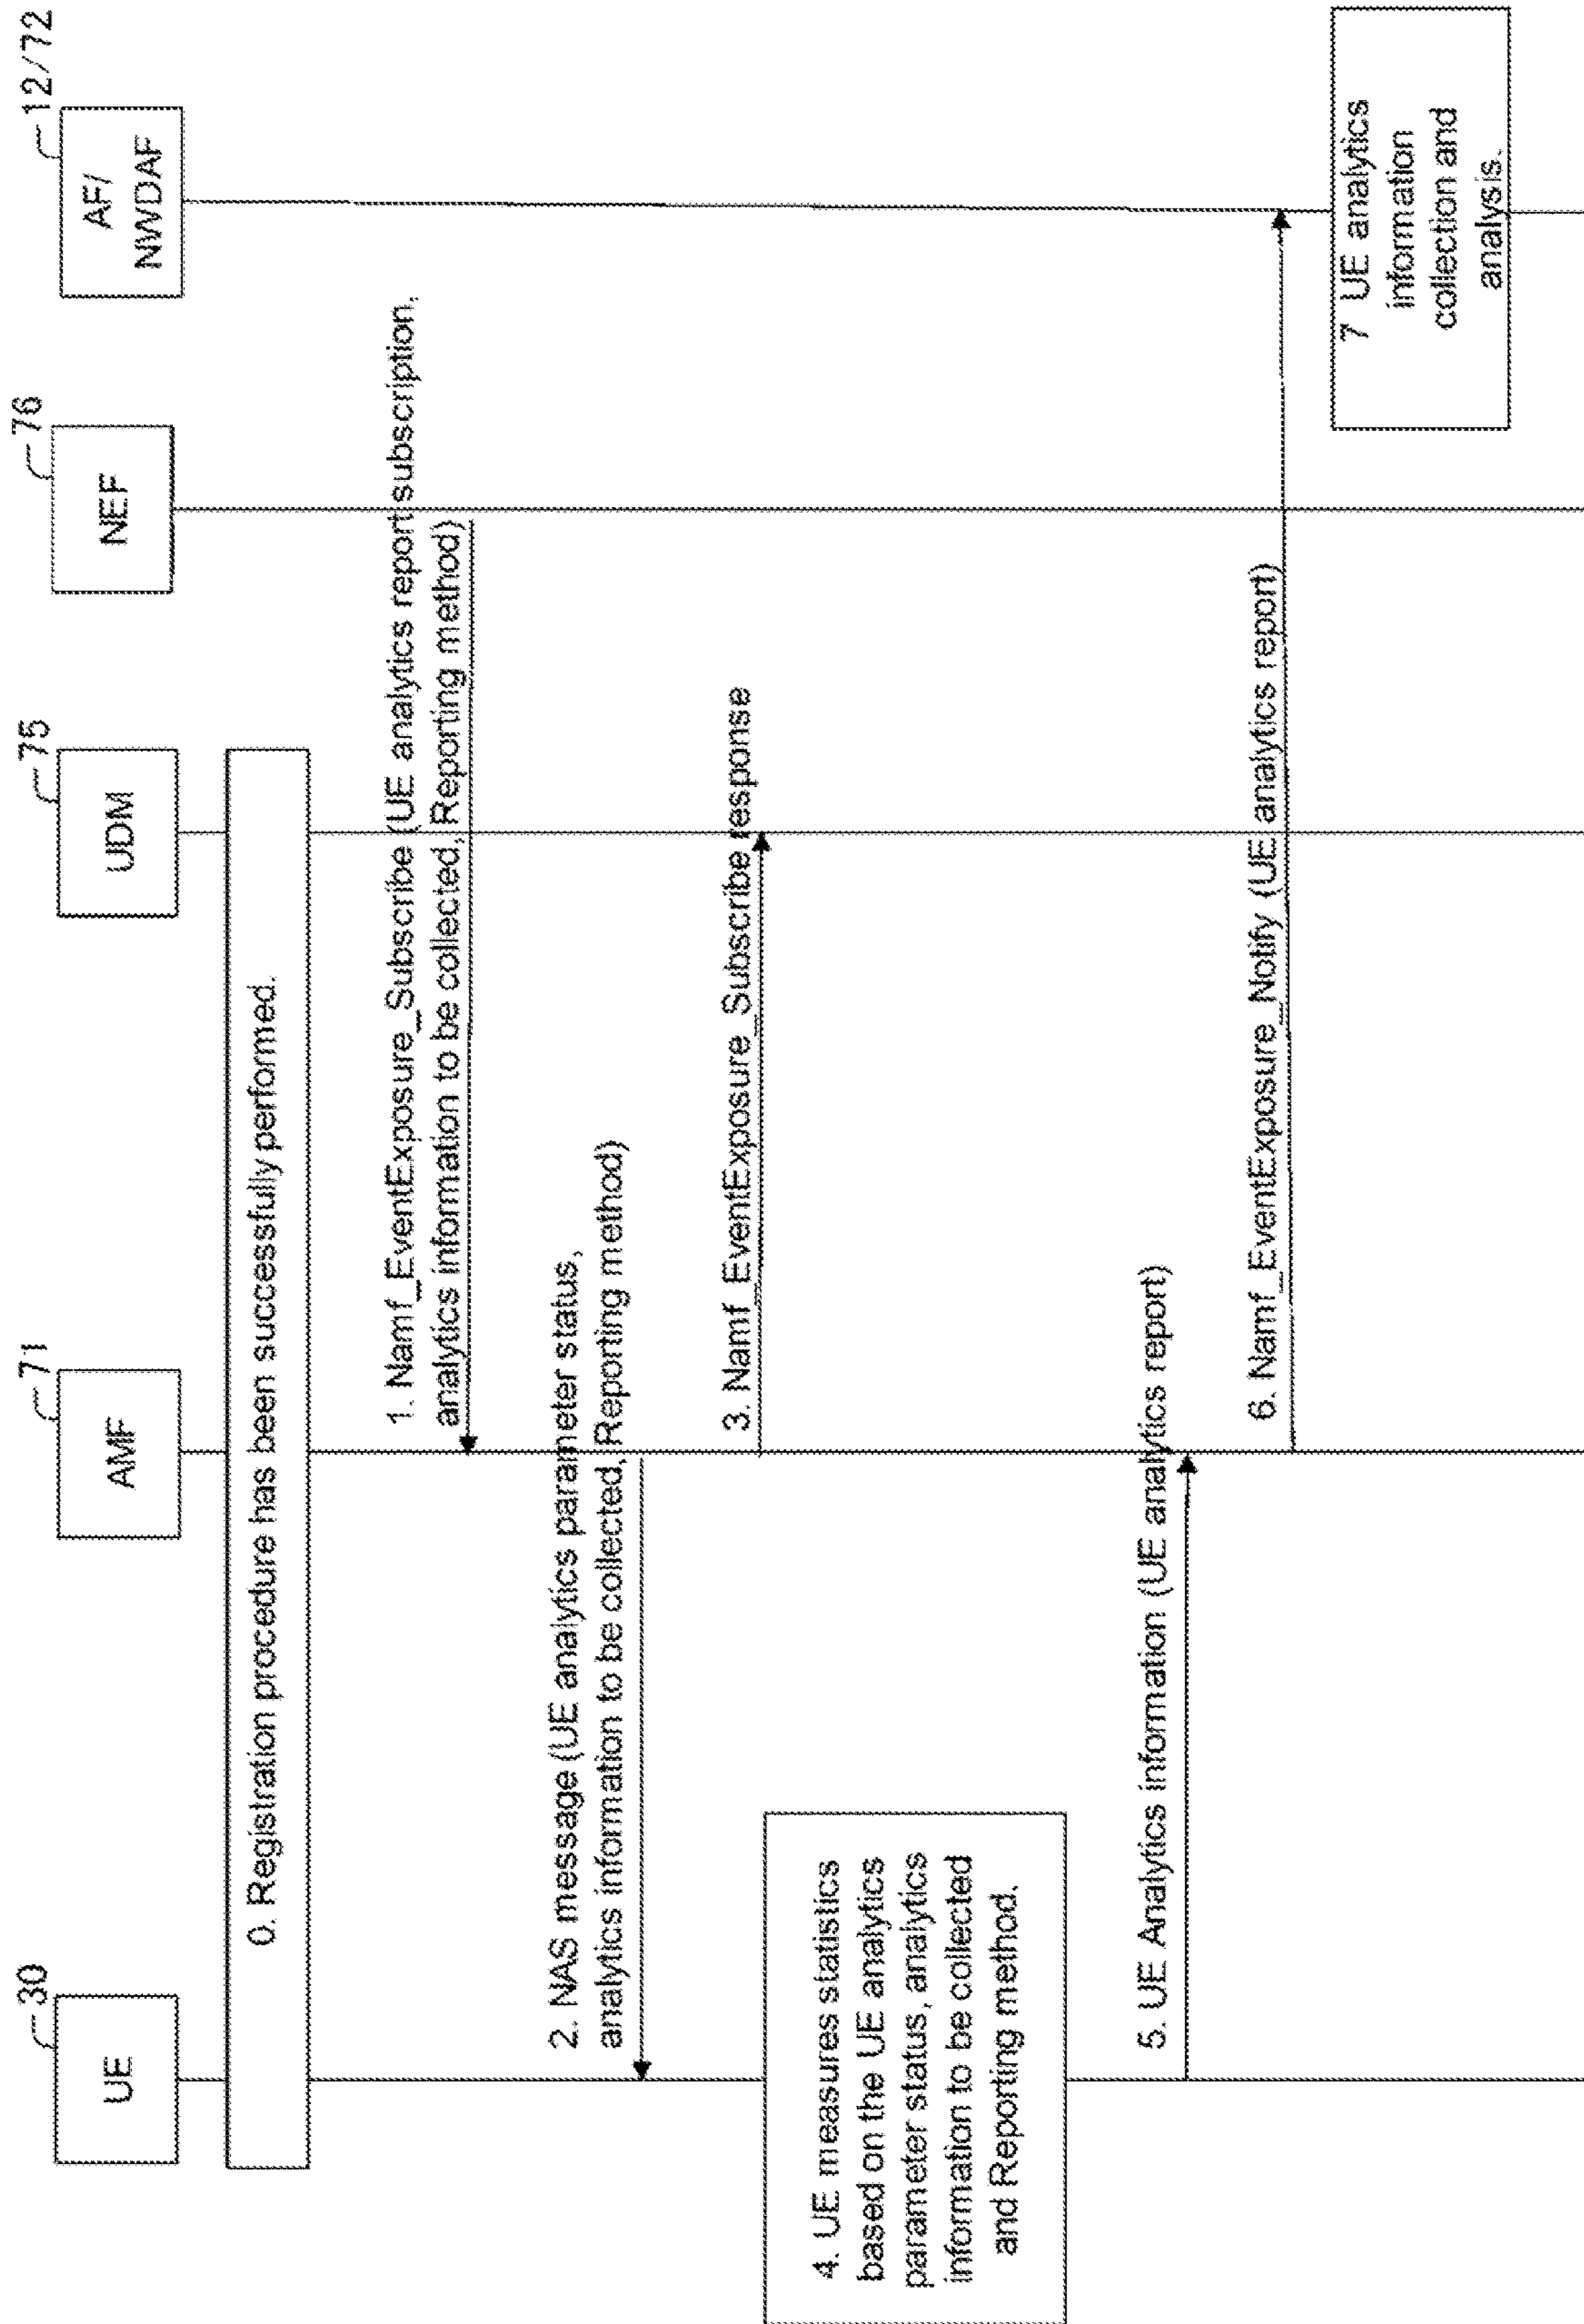 30
71
75
76
12/72
UE
AMF
UDM
NEF
AF/
NWDAF
0. Registration procedure has been successfully performed.
1. Namf_EventExposure_Subscribe (UE analytics report subscription,
analytics information to be collected, Reporting method)
2. NAS message (UE analytics parameter status,
analytics information to be collected, Reporting method)
3. Namf_EventExposure_Subscribe response
4. UE measures statistics
based on the UE analytics
parameter status, analytics
information to be collected
and Reporting method.
5. UE Analytics information (UE analytics report)
6. Namf_EventExposure_Notify (UE analytics report)
7 UE analytics
information
collection and
analysis.